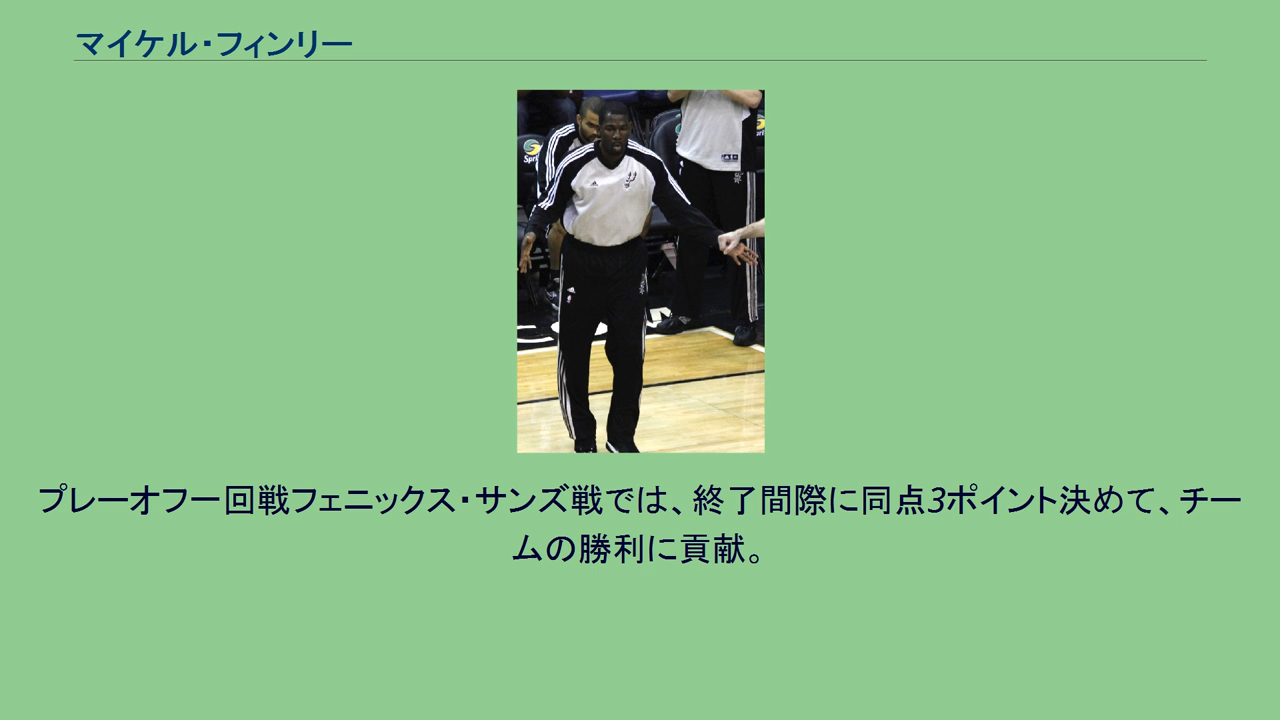 マイケル・フィンリー
プレーオフ一回戦フェニックス・サンズ戦では、終了間際に同点3ポイント決めて、チー
ムの勝利に貢献。